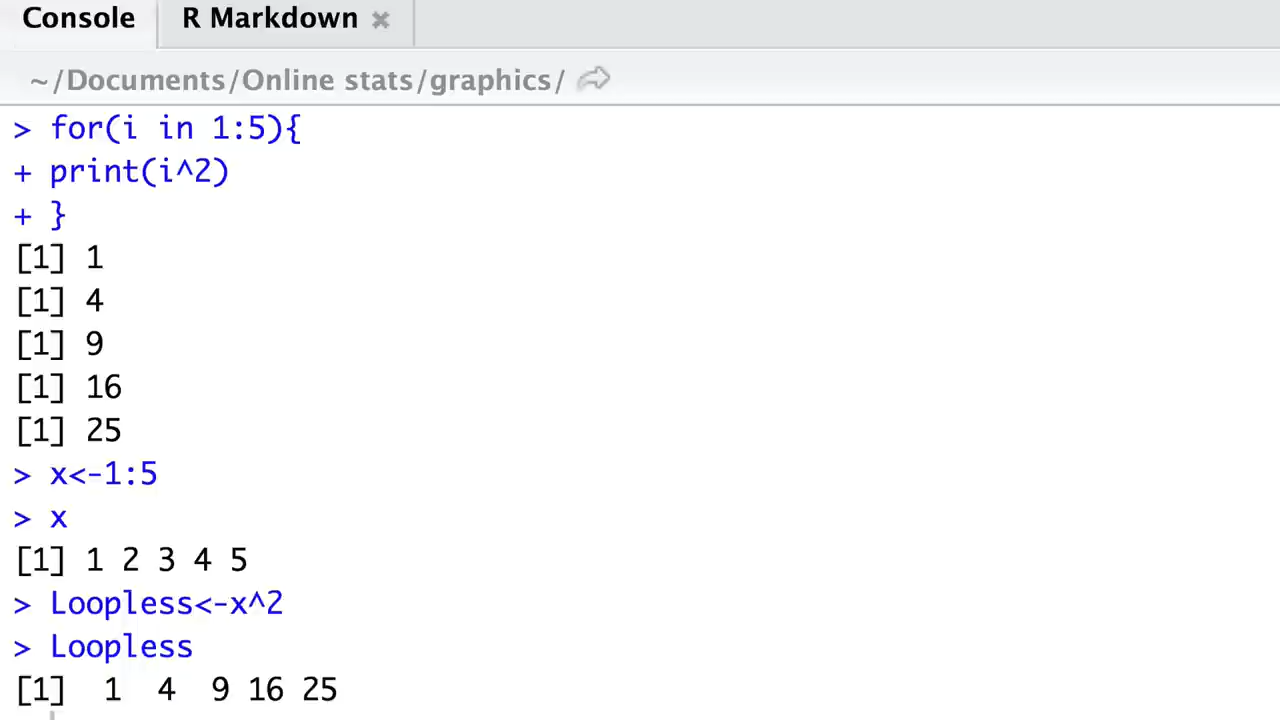 Console R Markdown
~/Documents/Online stats/graphics/
> for(i in 1:5){
+ print(i^2)
+ }
[1] 1
[1] 4
[1] 9
[1] 16
[1] 25
> x<-1:5
> x
[1] 1 2 3 4 5
> Loopless<-x^2
> Loopless
[1]  1  4  9 16 25